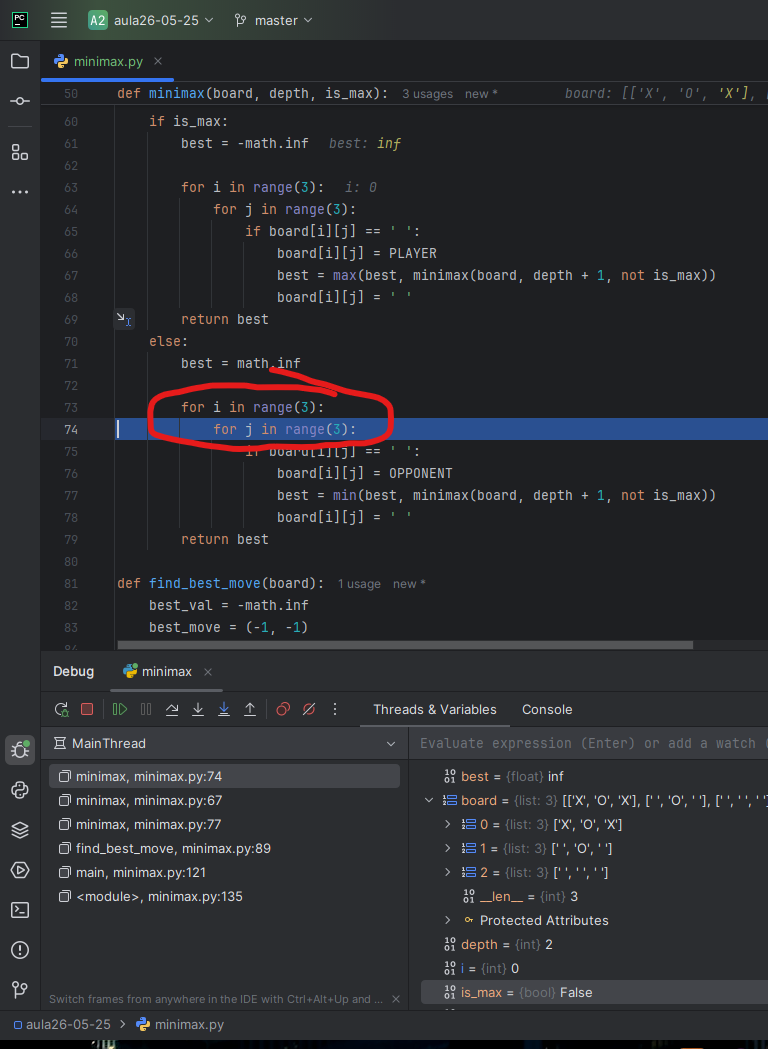 PC
A2 aula26-05-25 master
minimax.py
50 def minimax(board, depth, is_max): 3 usages new * board: [['X', 'O', 'X'],
60 if is_max:
61 best = -math.inf best: inf
62
63 for i in range(3): i: 0
64 for j in range(3):
65 if board[i][j] == ' ':
66 board[i][j] = PLAYER
67 best = max(best, minimax(board, depth + 1, not is_max))
68 board[i][j] = ' '
69 return best
70 else:
71 best = math.inf
72
73 for i in range(3):
74 for j in range(3):
75 if board[i][j] == ' ':
76 board[i][j] = OPPONENT
77 best = min(best, minimax(board, depth + 1, not is_max))
78 board[i][j] = ' '
79 return best
80
81 def find_best_move(board): 1 usage new *
82 best_val = -math.inf
83 best_move = (-1, -1)
Debug minimax
Threads & Variables Console
MainThread
Evaluate expression (Enter) or add a watch
minimax, minimax.py:74
minimax, minimax.py:67
minimax, minimax.py:77
find_best_move, minimax.py:89
main, minimax.py:121
<module>, minimax.py:135
best = {float} inf
board = {list: 3} [['X', 'O', 'X'], [' ', 'O', ' '], [' ', ' ', ' ']
0 = {list: 3} ['X', 'O', 'X']
1 = {list: 3} [' ', 'O', ' ']
2 = {list: 3} [' ', ' ', ' ']
__len__ = {int} 3
Protected Attributes
depth = {int} 2
i = {int} 0
is_max = {bool} False
Switch frames from anywhere in the IDE with Ctrl+Alt+Up and ...
aula26-05-25 > minimax.py